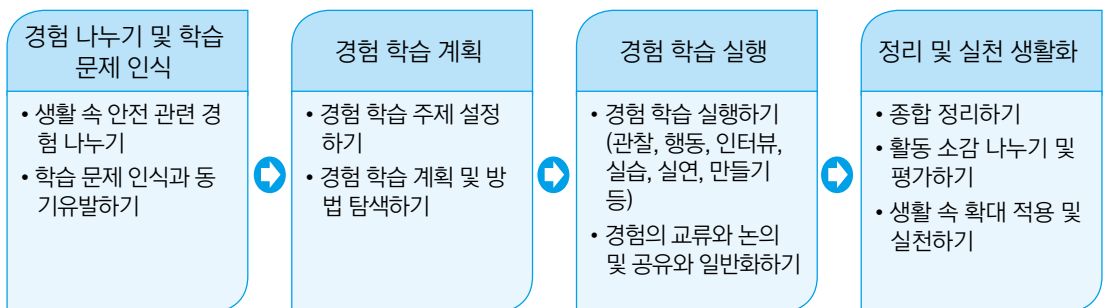 경험 나누기 및 학습
문제 인식
• 생활 속 안전 관련 경
험 나누기
• 학습 문제 인식과 동
기유발하기
경험 학습 계획
• 경험 학습 주제 설정
하기
• 경험 학습 계획 및 방
법 탐색하기
경험 학습 실행
• 경험 학습 실행하기
(관찰, 행동, 인터뷰,
실습, 실연, 만들기
등)
• 경험의 교류와 논의
및 공유와 일반화하기
정리 및 실천 생활화
• 종합 정리하기
• 활동 소감 나누기 및
평가하기
• 생활 속 확대 적용 및
실천하기